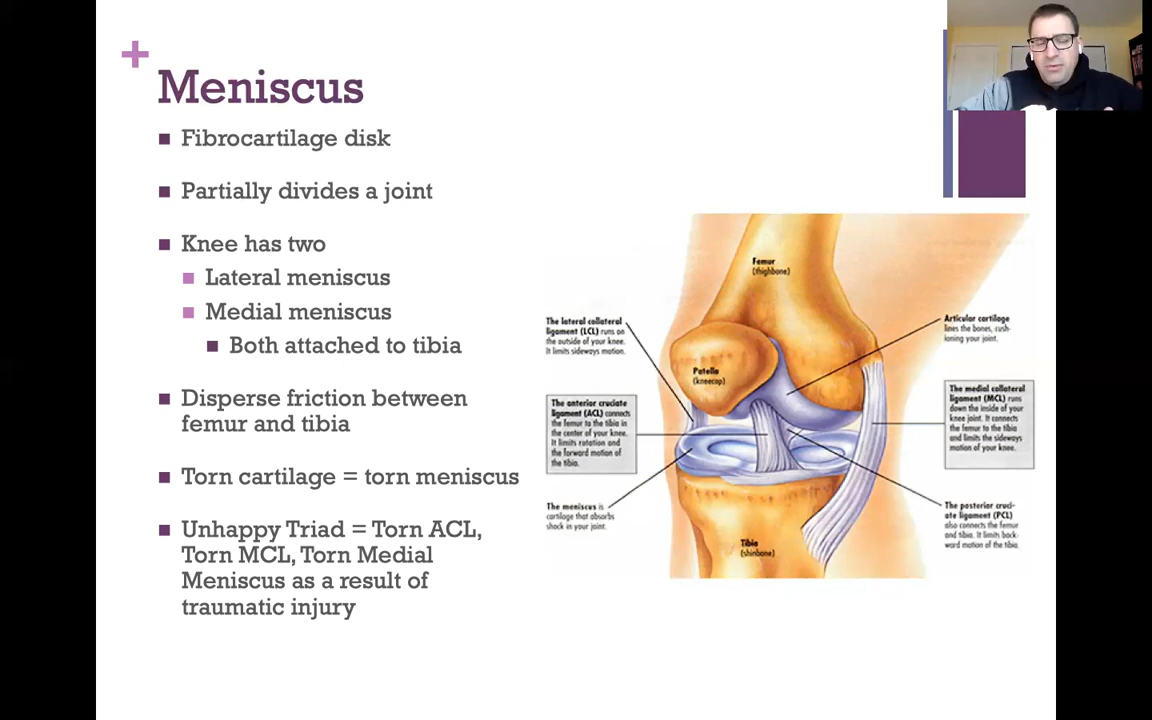 +
Meniscus
Fibrocartilage disk
Partially divides a joint
Knee has two
Lateral meniscus
Medial meniscus
Both attached to tibia
Disperse friction between
femur and tibia
Torn cartilage = torn meniscus
Unhappy Triad = Torn ACL,
Torn MCL, Torn Medial
Meniscus as a result of
traumatic injury
Femur
(thighbone)
The lateral collateral
ligament (LCL) runs on
the outside of your knee.
It limits sideways motion.
Articular cartilage
lines the bones, cush-
ioning your joint.
Patella
(kneecap)
The anterior cruciate
ligament (ACL) connects
the femur to the tibia in
the center of your knee.
It limits rotation and
the forward motion of
the tibia.
The medial collateral
ligament (MCL) runs
down the inside of your
knee joint. It connects
the femur to the tibia
and limits the sideways
motion of your knee.
The meniscus is
cartilage that absorbs
shock in your joint.
The posterior cruci-
ate ligament (PCL)
also connects the femur
and tibia. It limits back-
ward motion of the tibia.
Tibia
(shinbone)